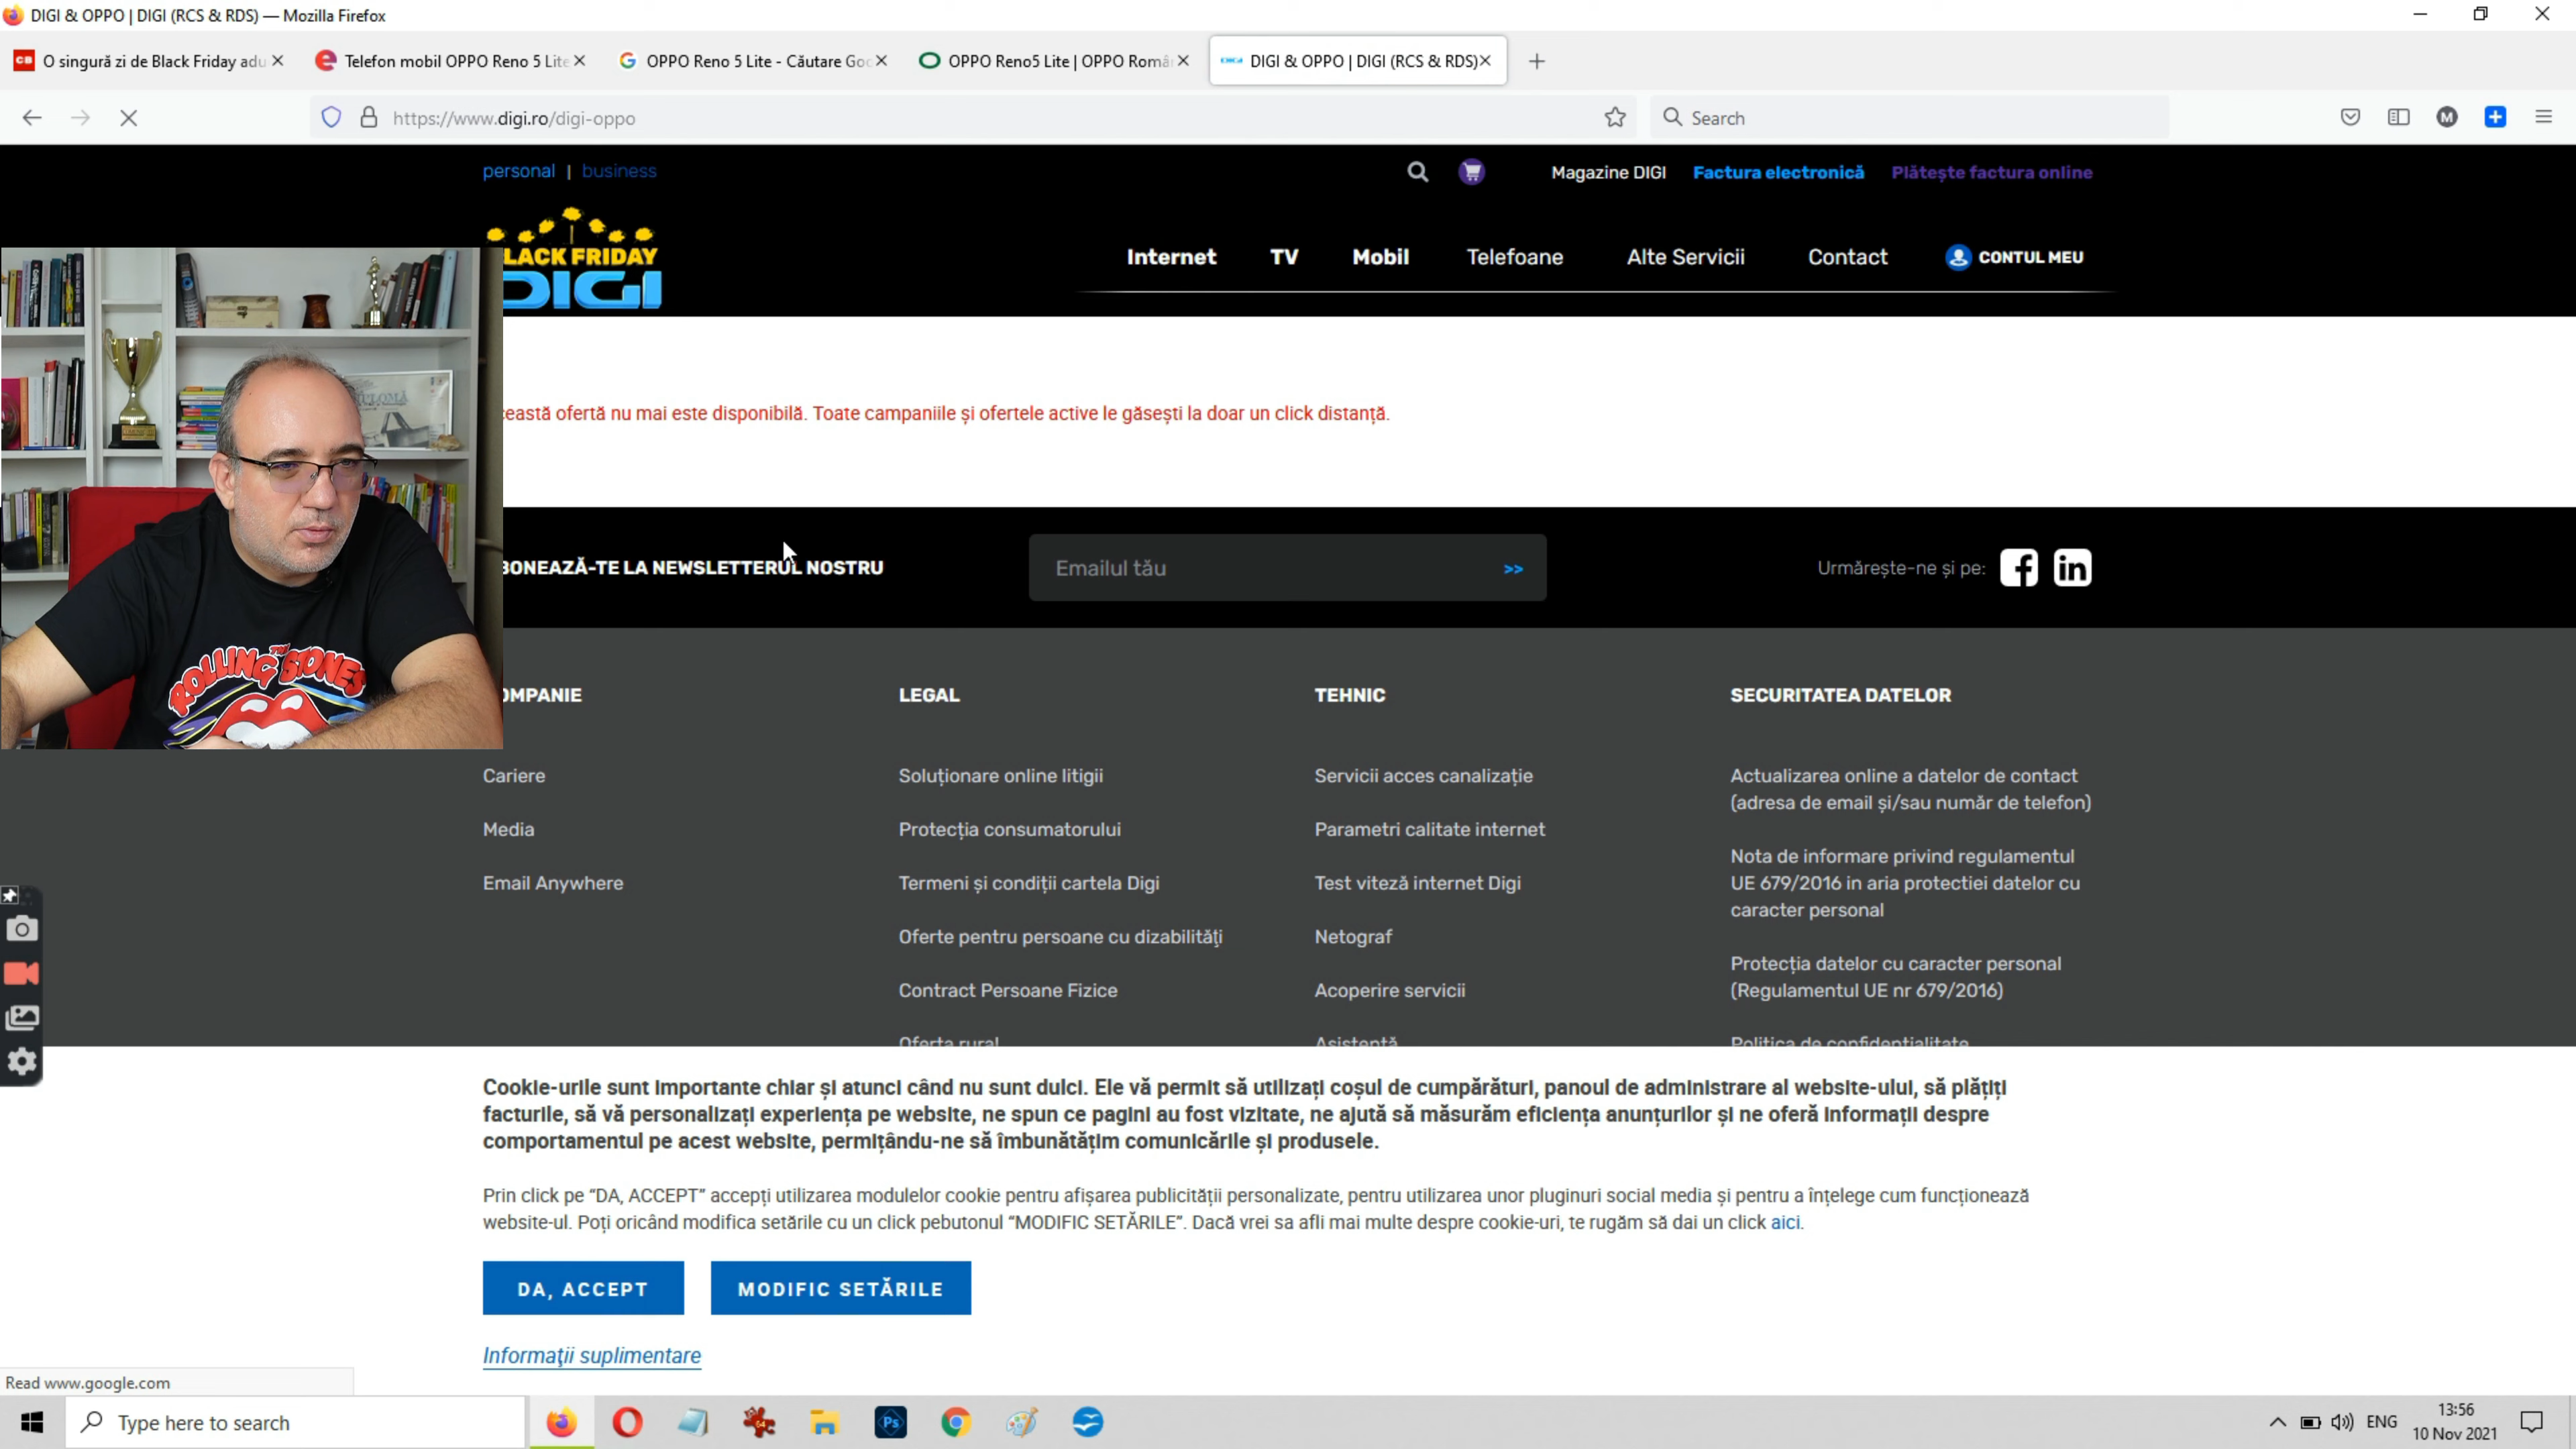 DIGI & OPPO | DIGI (RCS & RDS) — Mozilla Firefox
O singură zi de Black Friday adu
Telefon mobil OPPO Reno 5 Lite
OPPO Reno 5 Lite - Căutare Goo
OPPO Reno5 Lite | OPPO Român
DIGI & OPPO | DIGI (RCS & RDS)
https://www.digi.ro/digi-oppo
Search
personal | business
Magazine DIGI
Factura electronică
Plătește factura online
LACK FRIDAY
DIGI
Internet
TV
Mobil
Telefoane
Alte Servicii
Contact
CONTUL MEU
ească ofertă nu mai este disponibilă. Toate campaniile și ofertele active le găsești la doar un click distanță.
BONEAZĂ-TE LA NEWSLETTERUL NOSTRU
Emailul tău
>>
Urmărește-ne și pe:
THE
ROLLING STONES
OMPANIE
Cariere
Media
Email Anywhere
LEGAL
Soluționare online litigii
Protecția consumatorului
Termeni și condiții cartela Digi
Oferte pentru persoane cu dizabilități
Contract Persoane Fizice
Oferta rural
TEHNIC
Servicii acces canalizație
Parametri calitate internet
Test viteză internet Digi
Netograf
Acoperire servicii
Asistență
SECURITATEA DATELOR
Actualizarea online a datelor de contact
(adresa de email și/sau număr de telefon)
Nota de informare privind regulamentul
UE 679/2016 in aria protectiei datelor cu
caracter personal
Protecția datelor cu caracter personal
(Regulamentul UE nr 679/2016)
Politica de confidentialitate
Cookie-urile sunt importante chiar și atunci când nu sunt dulci. Ele vă permit să utilizați coșul de cumpărături, panoul de administrare al website-ului, să plătiți
facturile, să vă personalizați experiența pe website, ne spun ce pagini au fost vizitate, ne ajută să măsurăm eficiența anunțurilor și ne oferă informații despre
comportamentul pe acest website, permițându-ne să îmbunătățim comunicările și produsele.
Prin click pe “DA, ACCEPT” accepți utilizarea modulelor cookie pentru afișarea publicității personalizate, pentru utilizarea unor pluginuri social media și pentru a înțelege cum funcționează
website-ul. Poți oricând modifica setările cu un click pebutonul “MODIFIC SETĂRILE”. Dacă vrei sa afli mai multe despre cookie-uri, te rugăm să dai un click aici.
DA, ACCEPT
MODIFIC SETĂRILE
Informații suplimentare
Read www.google.com
Type here to search
ENG
13:56
10 Nov 2021